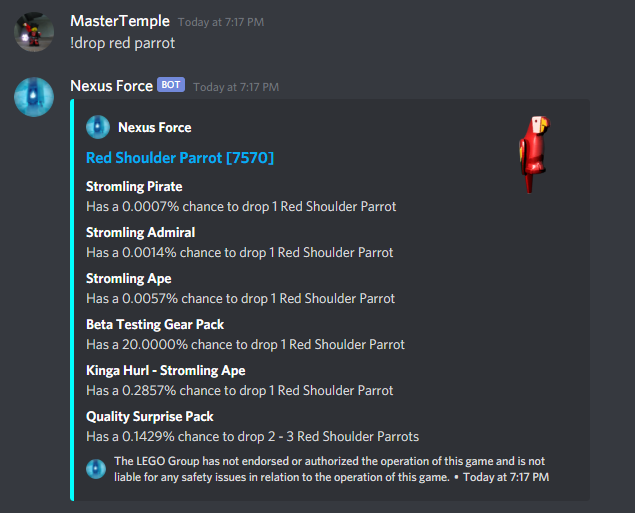 MasterTemple Today at 7:17 PM
!drop red parrot
Nexus Force BOT Today at 7:17 PM
Nexus Force
Red Shoulder Parrot [7570]
Stromling Pirate
Has a 0.0007% chance to drop 1 Red Shoulder Parrot
Stromling Admiral
Has a 0.0014% chance to drop 1 Red Shoulder Parrot
Stromling Ape
Has a 0.0057% chance to drop 1 Red Shoulder Parrot
Beta Testing Gear Pack
Has a 20.0000% chance to drop 1 Red Shoulder Parrot
Kinga Hurl - Stromling Ape
Has a 0.2857% chance to drop 1 Red Shoulder Parrot
Quality Surprise Pack
Has a 0.1429% chance to drop 2 - 3 Red Shoulder Parrots
The LEGO Group has not endorsed or authorized the operation of this game and is not
liable for any safety issues in relation to the operation of this game. • Today at 7:17 PM